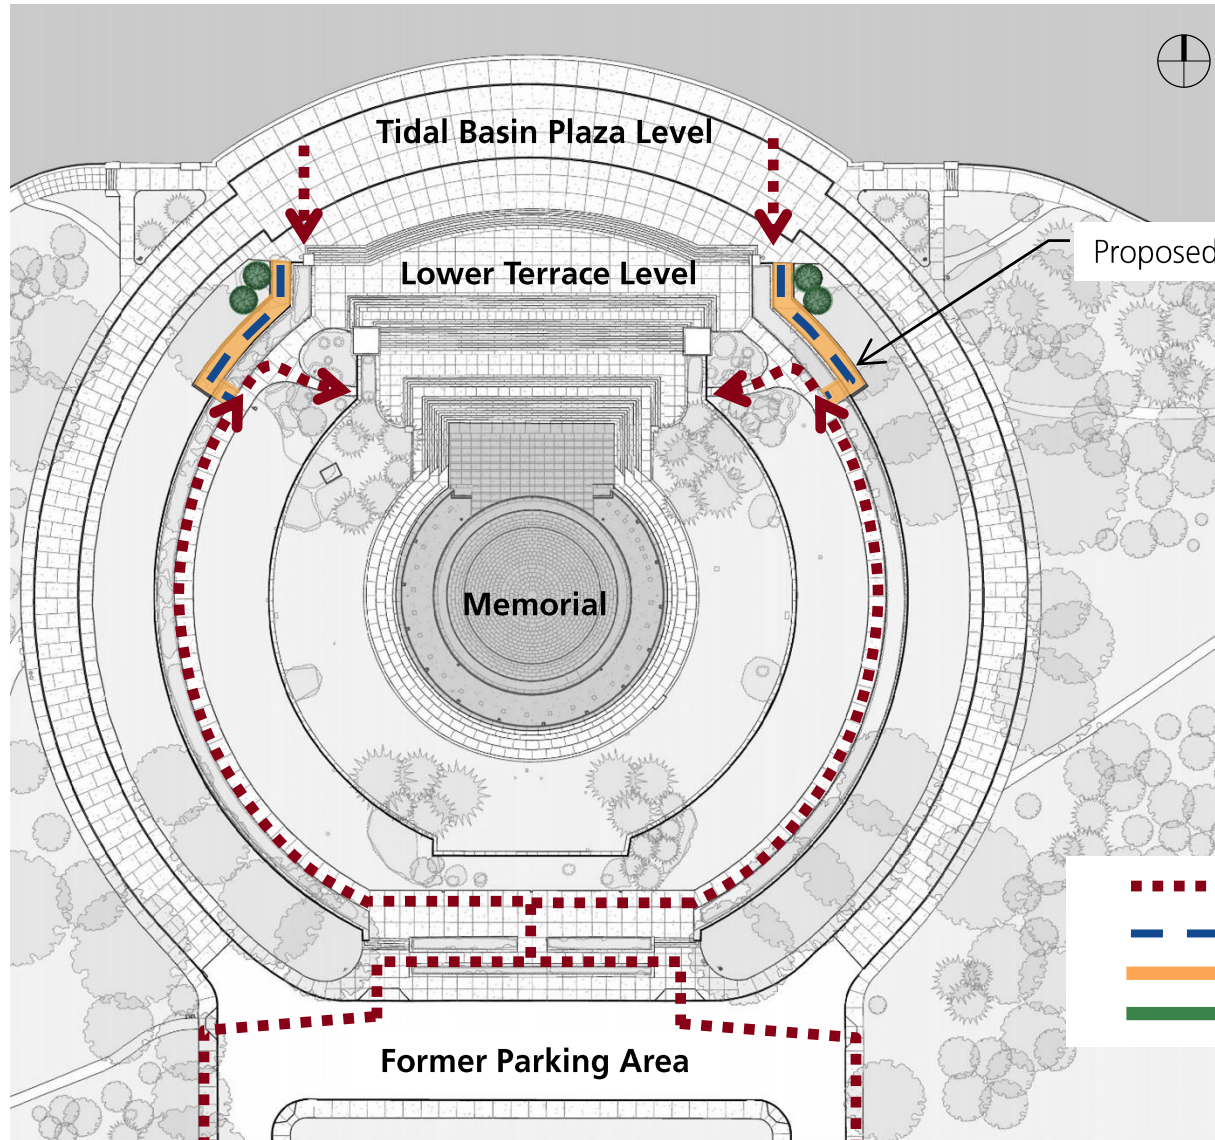 Tidal Basin Plaza Level
Proposed
Lower Terrace Level
Memorial
Former Parking Area